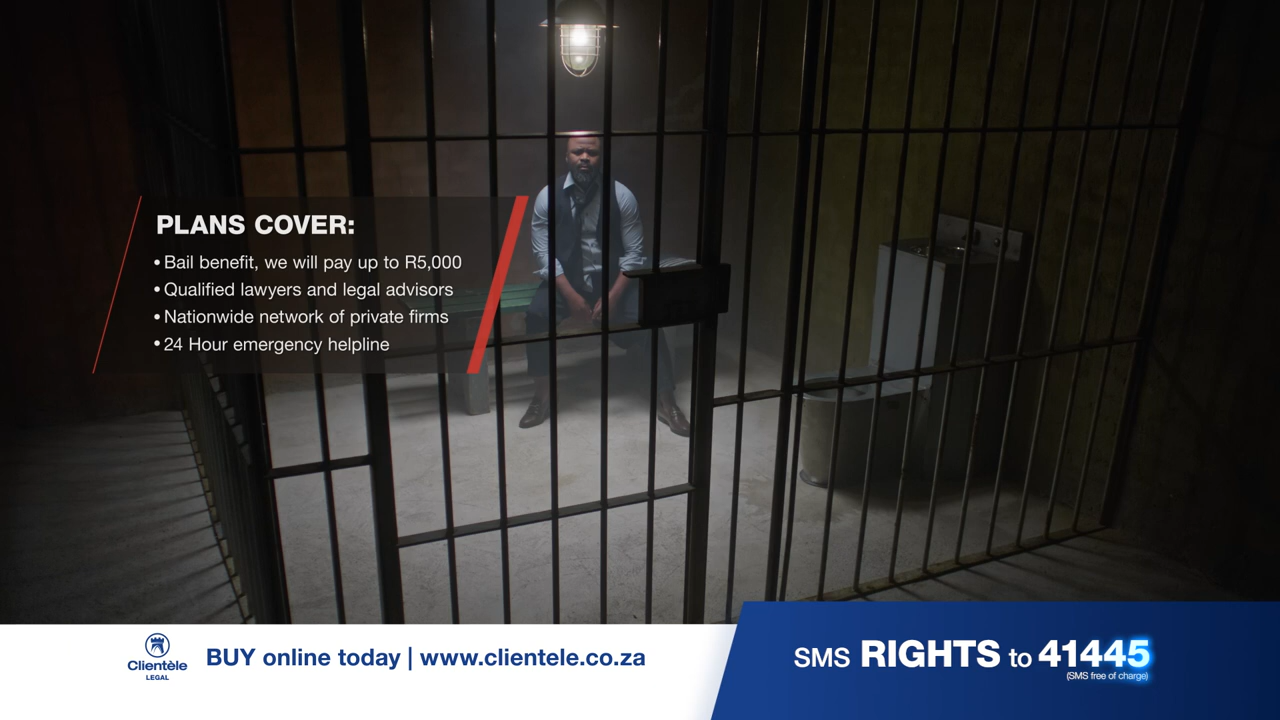 PLANS COVER:
• Bail benefit, we will pay up to R5,000
• Qualified lawyers and legal advisors
• Nationwide network of private firms
• 24 Hour emergency helpline
Clientèle
LEGAL
BUY online today | www.clientele.co.za
SMS RIGHTS to 41445
(SMS free of charge)